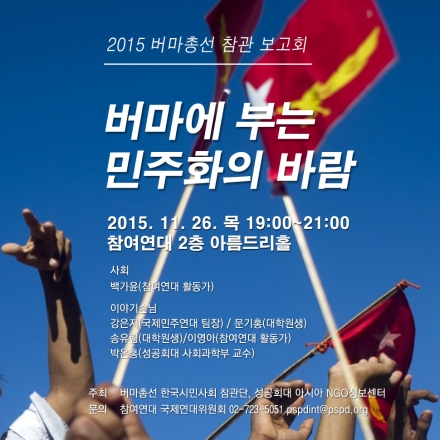 2015 버마총선 참관 보고회
버마에 부는
민주화의 바람
2015. 11. 26. 목 19:00~21:00
참여연대 2층 아름드리홀
사회
백가윤(참여연대 활동가)
이야기손님
강은지(국제민주연대 팀장) / 문기홍(대학원생)
송유림(대학원생)/이영아(참여연대 활동가)
박은홍(성공회대 사회과학부 교수)
주최 버마총선 한국시민사회 참관단, 성공회대 아시아 NGO정보센터
문의 참여연대 국제연대위원회 02-723-5051 pspdint@pspd.org